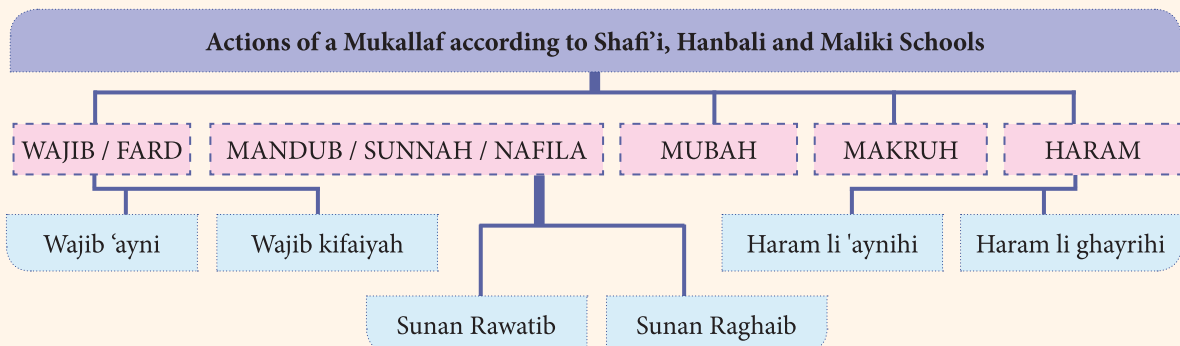 Actions of a Mukallaf according to Shafi’i, Hanbali and Maliki Schools
WAJIB / FARD
MANDUB / SUNNAH / NAFILA
MUBAH
MAKRUH
HARAM
Wajib ‘ayni
Wajib kifaiyah
Haram li 'aynihi
Haram li ghayrihi
Sunan Rawatib
Sunan Raghaib